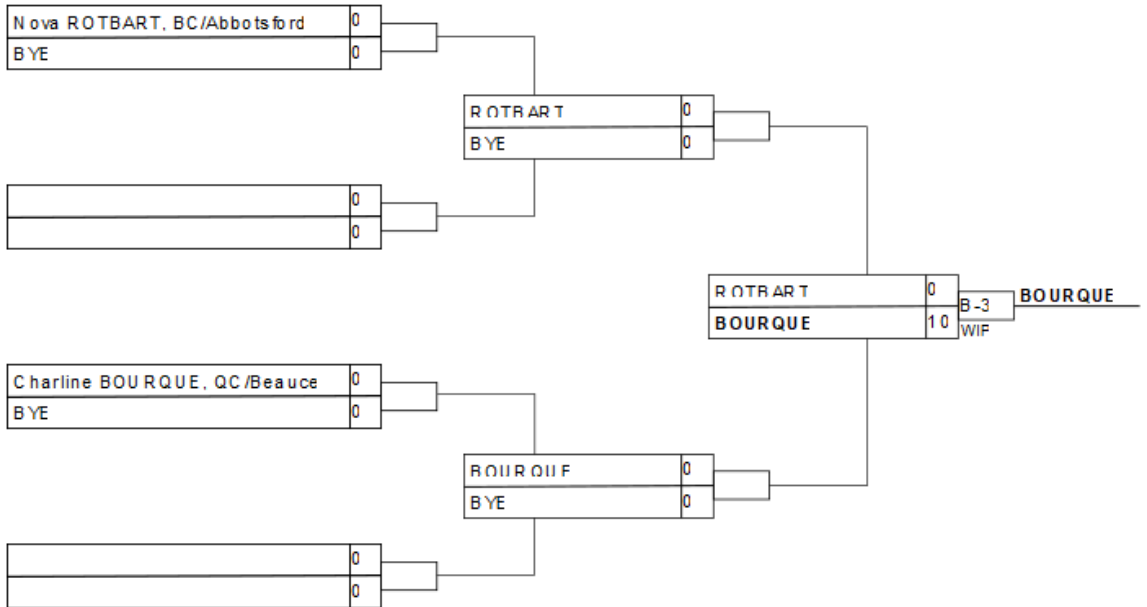 Nova ROTBART, BC/Abbotsford 0
BYE 0
ROTBART 0
BYE 0
0
0
ROTBART 0
BOURQUE 10
B-3
WIF
BOURQUE
Charline BOURQUE, QC/Beauce 0
BYE 0
BOURQUE 0
BYE 0
0
0